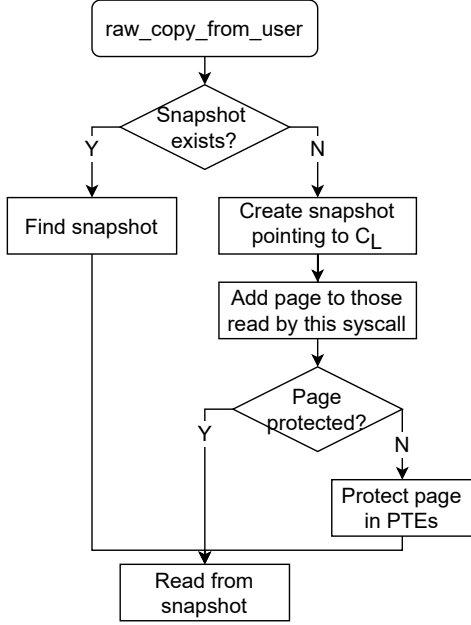 raw_copy_from_user
Snapshot
exists?
Y
N
Find snapshot
Create snapshot
pointing to C_L
Add page to those
read by this syscall
Page
protected?
Y
N
Protect page
in PTEs
Read from
snapshot